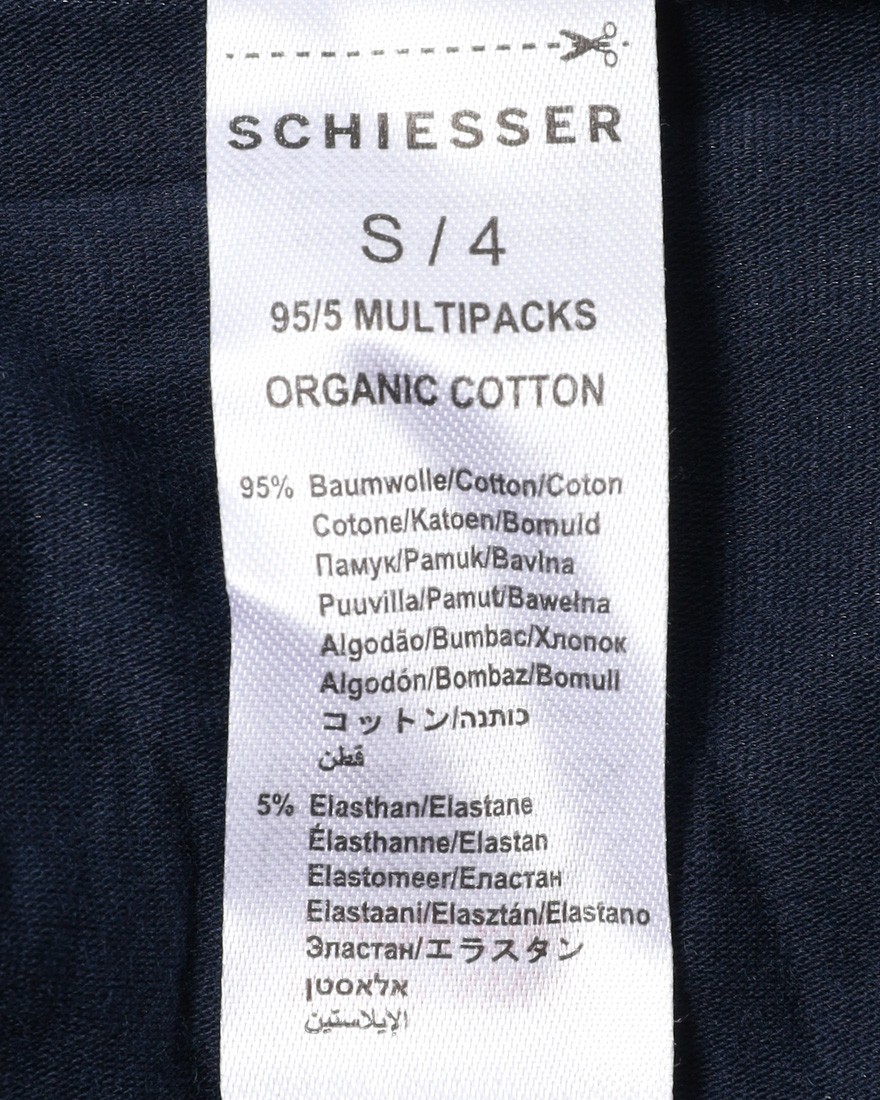 SCHIESSER
S / 4
95/5 MULTIPACKS
ORGANIC COTTON
95% Baumwolle/Cotton/Coton
Cotone/Katoen/Bomuld
Памук/Pamuk/Bavlna
Puuvilla/Pamut/Bawełna
Algodão/Bumbac/Хлопок
Algodón/Bombaz/Bomull
コットン/כותנה
قطن
5% Elasthan/Elastane
Élasthanne/Elastan
Elastomeer/Еластан
Elastaani/Elasztán/Elastano
Эластан/エラスタン
אלאסטן
الإيلاستين